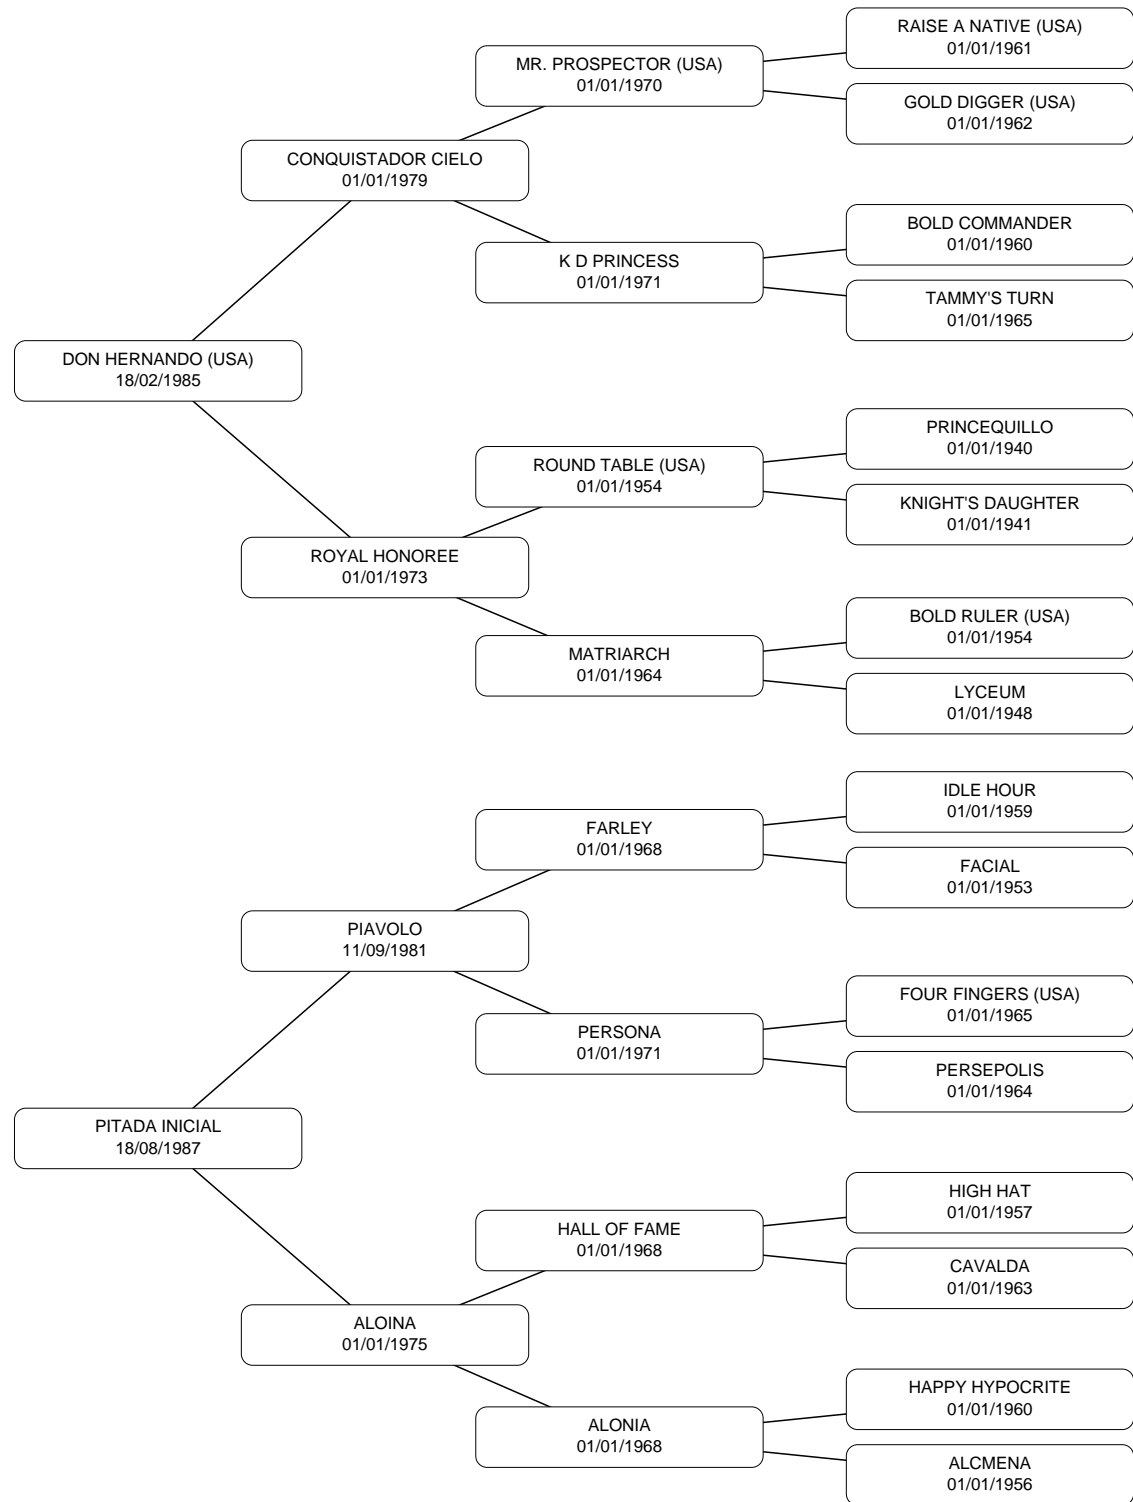 RAISE A NATIVE (USA)
01/01/1961
MR. PROSPECTOR (USA)
01/01/1970
GOLD DIGGER (USA)
01/01/1962
CONQUISTADOR CIELO
01/01/1979
BOLD COMMANDER
01/01/1960
K D PRINCESS
01/01/1971
TAMMY'S TURN
01/01/1965
DON HERNANDO (USA)
18/02/1985
PRINCEQUILLO
01/01/1940
ROUND TABLE (USA)
01/01/1954
KNIGHT'S DAUGHTER
01/01/1941
ROYAL HONOREE
01/01/1973
BOLD RULER (USA)
01/01/1954
MATRIARCH
01/01/1964
LYCEUM
01/01/1948
IDLE HOUR
01/01/1959
FARLEY
01/01/1968
FACIAL
01/01/1953
PIAVOLO
11/09/1981
FOUR FINGERS (USA)
01/01/1965
PERSONA
01/01/1971
PERSEPOLIS
01/01/1964
PITADA INICIAL
18/08/1987
HIGH HAT
01/01/1957
HALL OF FAME
01/01/1968
CAVALDA
01/01/1963
ALOINA
01/01/1975
HAPPY HYPOCRITE
01/01/1960
ALONIA
01/01/1968
ALCMENA
01/01/1956